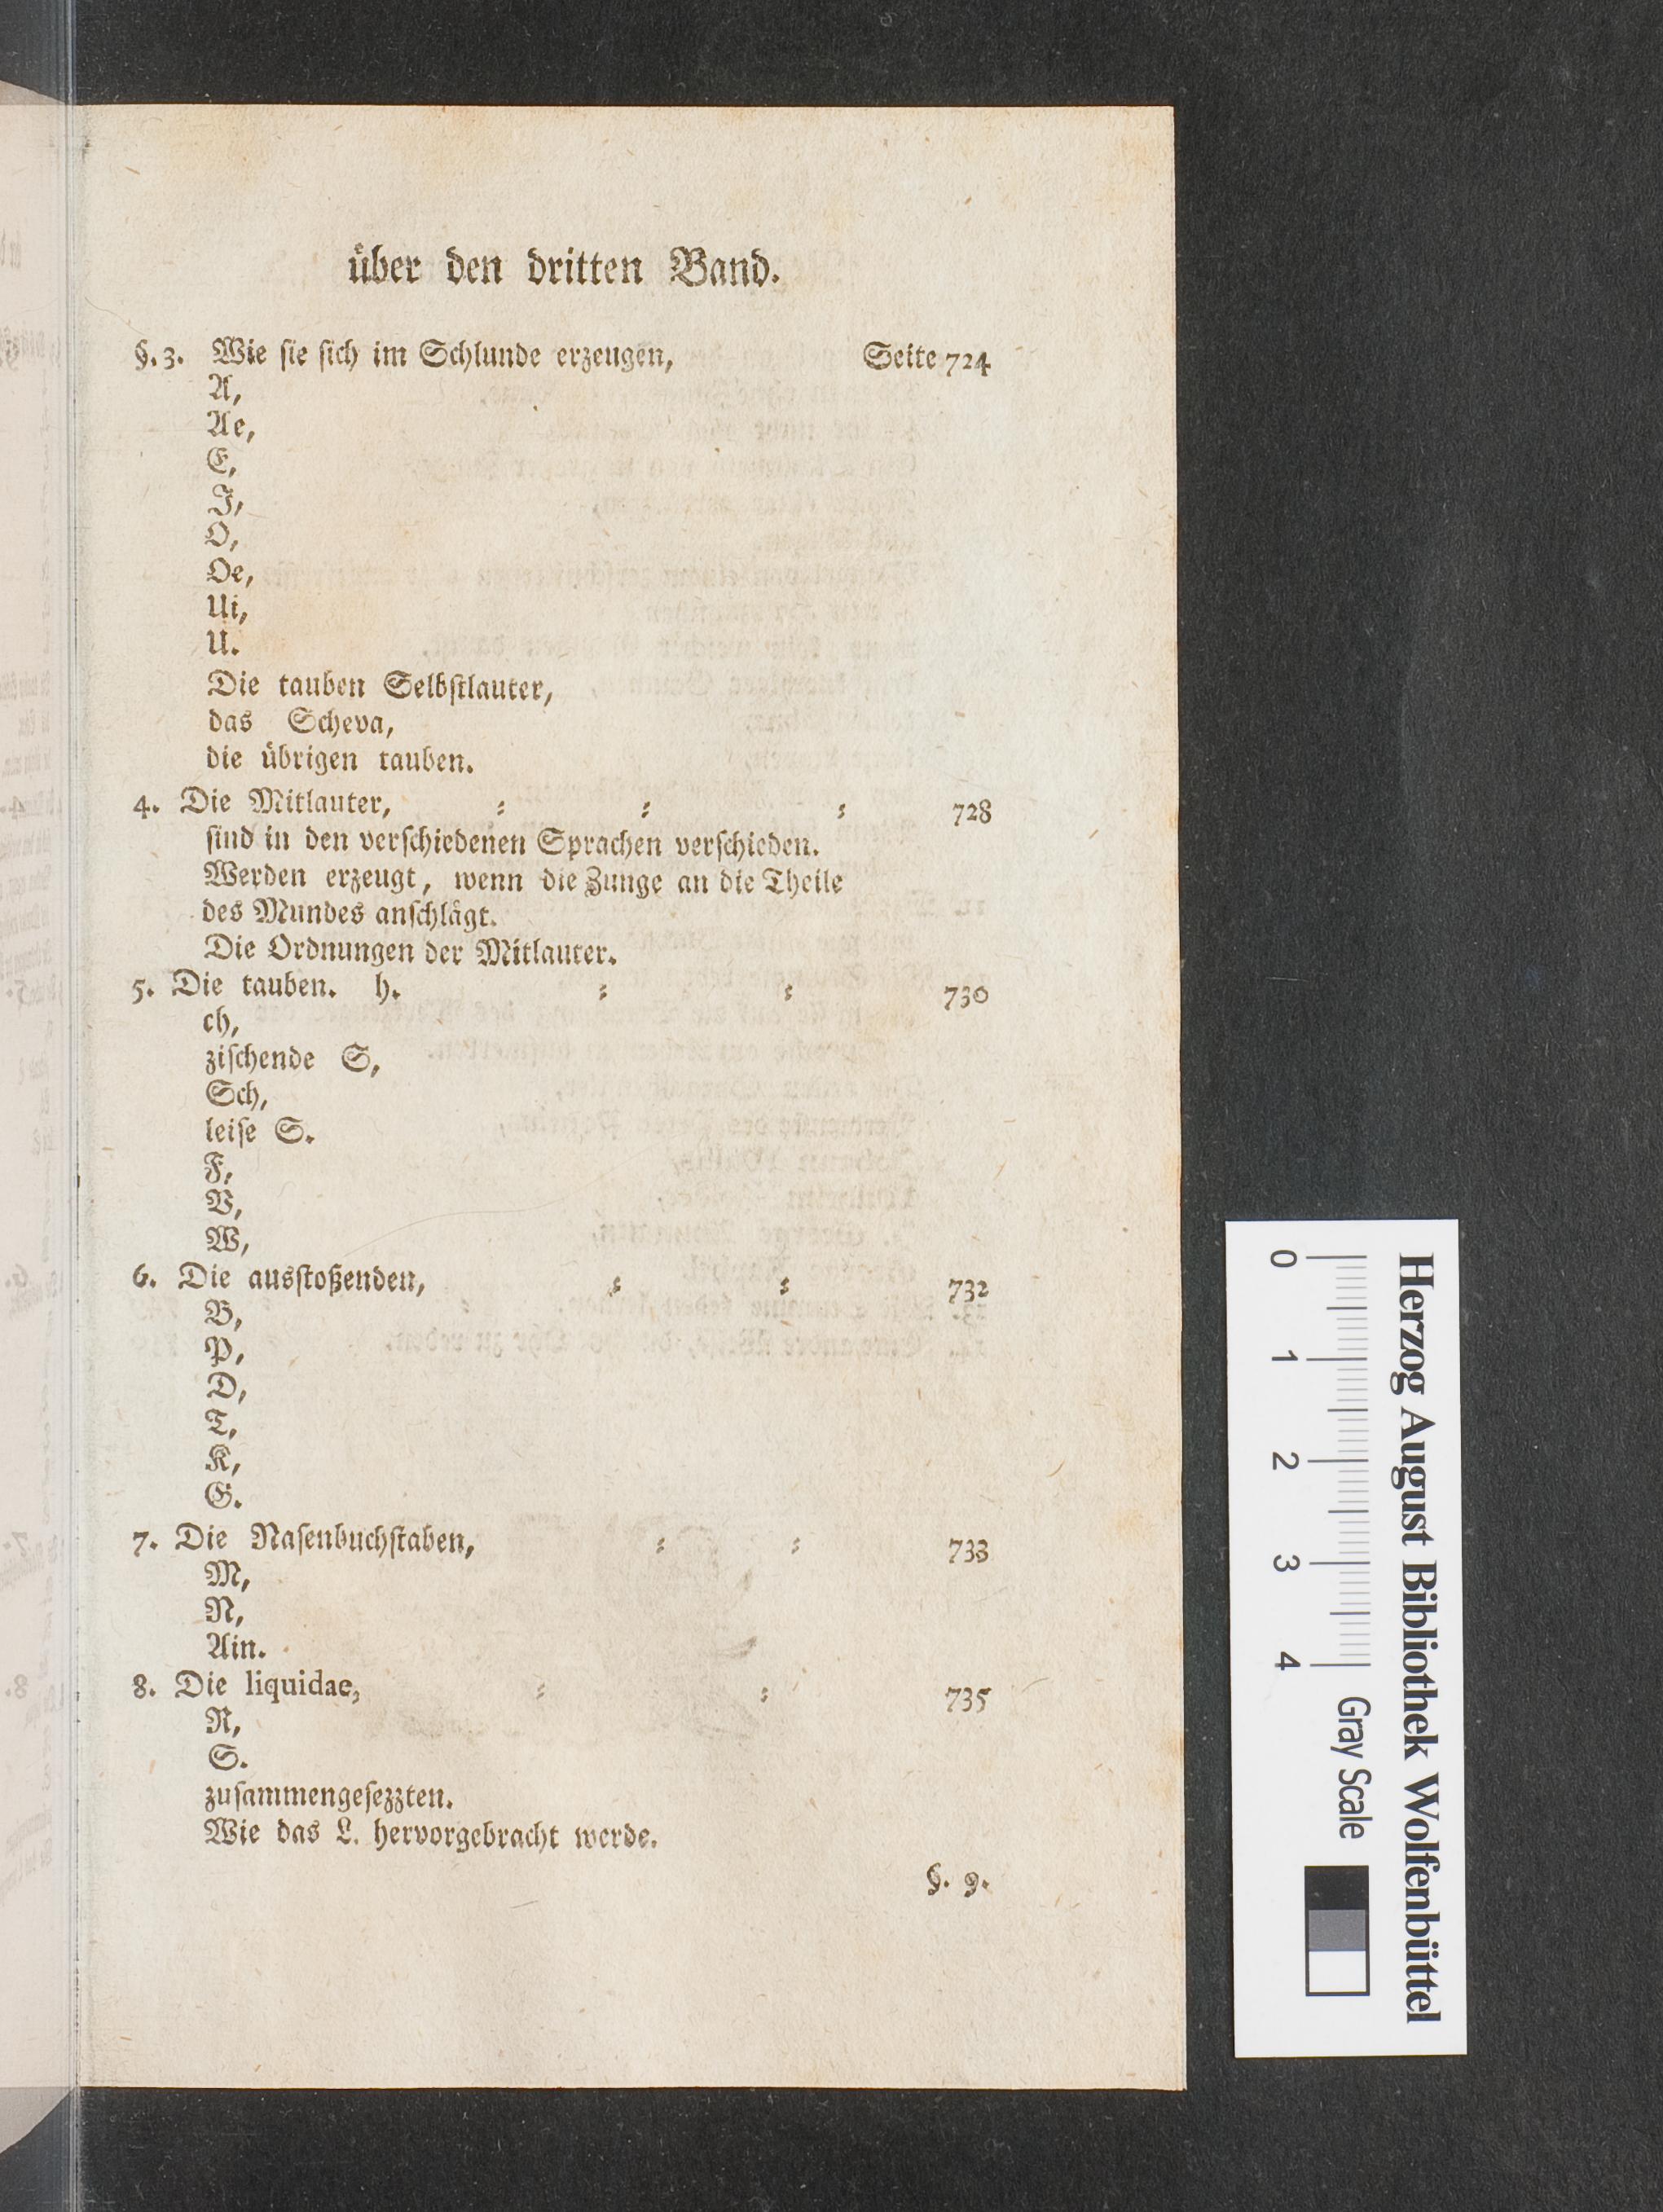 über den dritten Band.
§. 3. Wie ſie ſich im Schlunde erzeugen, Seite 724
A,
Ae,
E,
I,
O,
Oe,
Ui,
U.
Die tauben Selbſtlauter,
das Scheva,
die übrigen tauben.
4. Die Mitlauter, ⸗ ⸗ ⸗ 728
ſind in den verſchiedenen Sprachen verſchieden.
Werden erzeugt, wenn die Zunge an die Theile
des Mundes anſchlägt.
Die Ordnungen der Mitlauter.
5. Die tauben. h. ⸗ ⸗ 730
ch,
ziſchende S,
Sch,
leiſe S.
F,
V,
W,
6. Die ausſtoßenden, ⸗ ⸗ 732
B,
P,
D,
T,
K,
G.
7. Die Naſenbuchſtaben, ⸗ ⸗ 733
M,
N,
Ain.
8. Die liquidae, ⸗ ⸗ 735
R,
S.
zuſammengeſezzten.
Wie das L. hervorgebracht werde.
§. 9.
Herzog August Bibliothek Wolfenbüttel
0 1 2 3 4 Gray Scale